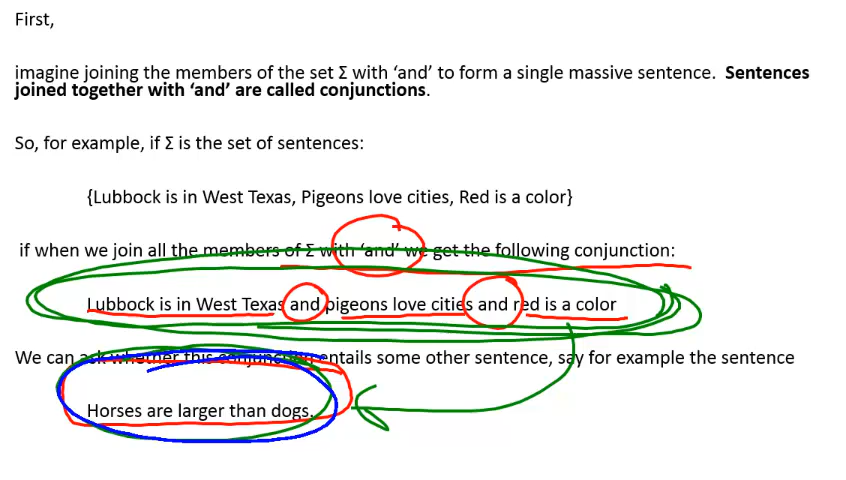 First,
imagine joining the members of the set Σ with ‘and’ to form a single massive sentence.  Sentences
joined together with ‘and’ are called conjunctions.
So, for example, if Σ is the set of sentences:
{Lubbock is in West Texas, Pigeons love cities, Red is a color}
if when we join all the members of Σ with ‘and’ we get the following conjunction:
Lubbock is in West Texas and pigeons love cities and red is a color
We can ask whether this conjunction entails some other sentence, say for example the sentence
Horses are larger than dogs.